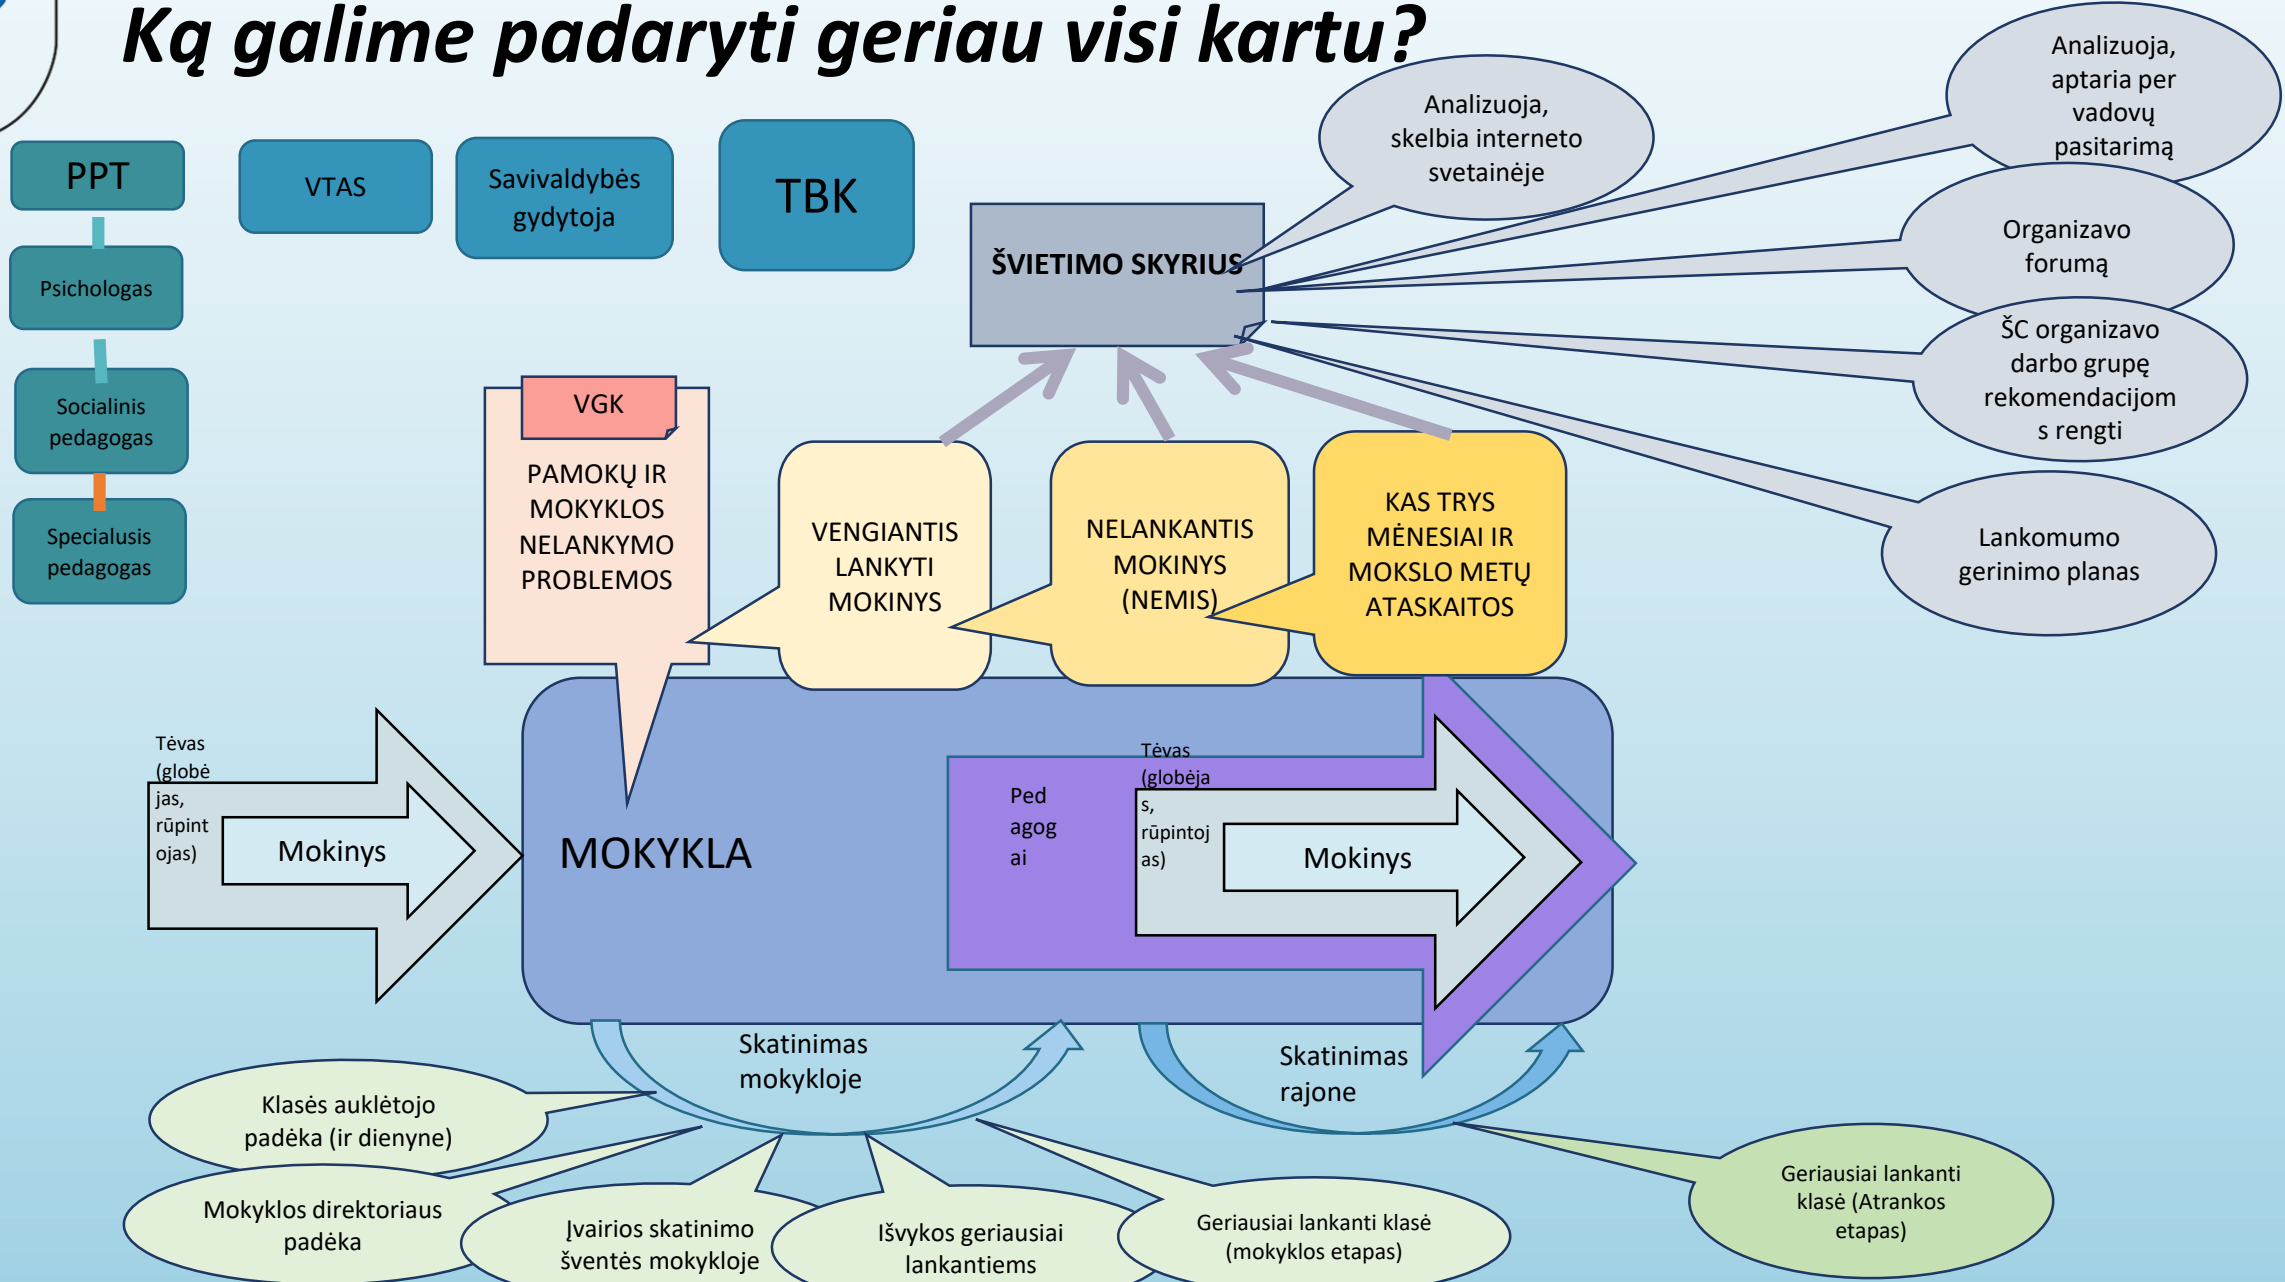 Ką galime padaryti geriau visi kartu?
PPT
Psichologas
Socialinis
pedagogas
Specialusis
pedagogas
VTAS
Savivaldybės
gydytoja
TBK
ŠVIETIMO SKYRIUS
Analizuoja,
skelbia interneto
svetainėje
Analizuoja,
aptaria per
vadovų
pasitarimą
Organizavo
forumą
ŠC organizavo
darbo grupę
rekomendacijom
s rengti
Lankomumo
gerinimo planas
VGK
PAMOKŲ IR
MOKYKLOS
NELANKYMO
PROBLEMOS
VENGIANTIS
LANKYTI
MOKINYS
NELANKANTIS
MOKINYS
(NEMIS)
KAS TRYS
MĖNESIAI IR
MOKSLO METŲ
ATASKAITOS
Tėvas
(globė
jas,
rūpint
ojas)
Mokinys
MOKYKLA
Ped
agog
ai
Tėvas
(globėja
s,
rūpintoj
as)
Mokinys
Skatinimas
mokykloje
Skatinimas
rajone
Klasės auklėtojo
padėka (ir dienyne)
Mokyklos direktoriaus
padėka
Įvairios skatinimo
šventės mokykloje
Išvykos geriausiai
lankantiems
Geriausiai lankanti klasė
(mokyklos etapas)
Geriausiai lankanti
klasė (Atrankos
etapas)